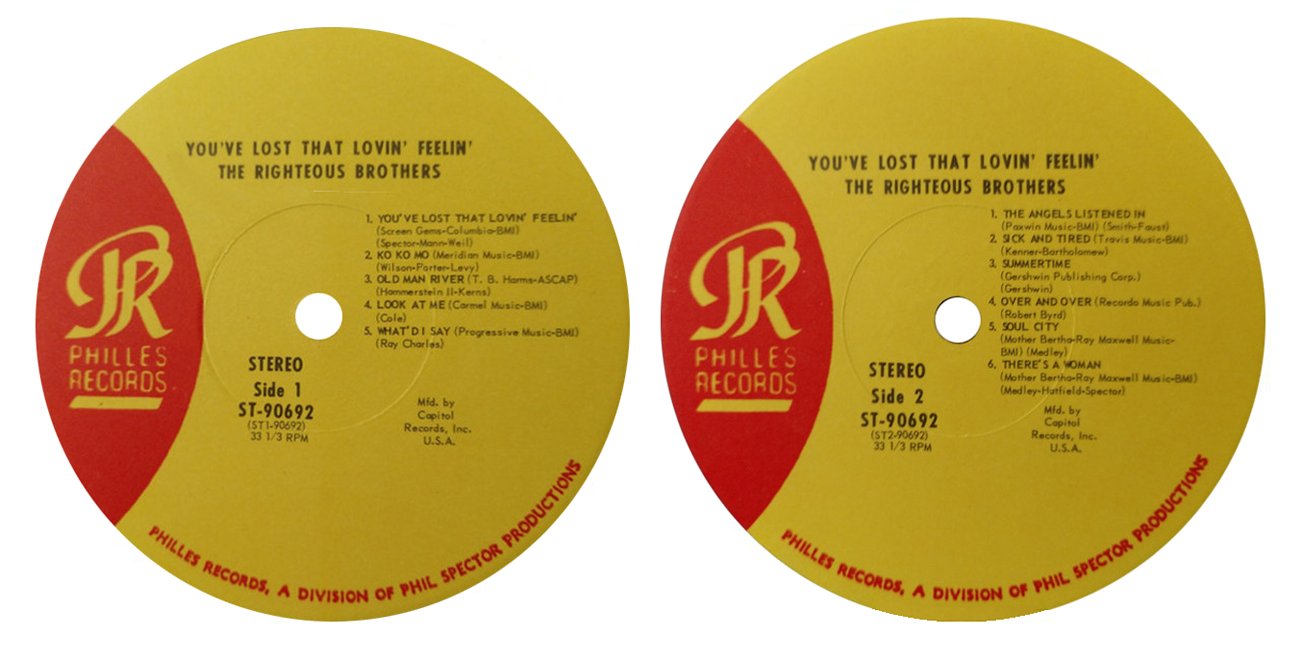 YOU'VE LOST THAT LOVIN' FEELIN'
THE RIGHTEOUS BROTHERS
1. YOU'VE LOST THAT LOVIN' FEELIN'
(Screen Gems-Columbia-BMI)
(Spector-Mann-Weil)
2. KO KO MO (Meridian Music-BMI)
(Wilson-Porter-Levy)
3. OLD MAN RIVER (T. B. Harms-ASCAP)
(Hammerstein II-Kerns)
4. LOOK AT ME (Carmel Music-BMI)
(Cole)
5. WHAT'D I SAY (Progressive Music-BMI)
(Ray Charles)
PR
PHILLES
RECORDS
STEREO
Side 1
ST-90692
(ST1-90692)
33 1/3 RPM
Mfd. by
Capitol
Records, Inc.
U.S.A.
PHILLES RECORDS, A DIVISION OF PHIL SPECTOR PRODUCTIONS
YOU'VE LOST THAT LOVIN' FEELIN'
THE RIGHTEOUS BROTHERS
1. THE ANGELS LISTENED IN
(Paxwin Music-BMI) (Smith-Faust)
2. SICK AND TIRED (Travis Music-BMI)
(Kenner-Bartholomew)
3. SUMMERTIME
(Gershwin Publishing Corp.)
(Gershwin)
4. OVER AND OVER (Recordo Music Pub.)
(Robert Byrd)
5. SOUL CITY
(Mother Bertha-Ray Maxwell Music-
BMI) (Medley)
6. THERE'S A WOMAN
(Mother Bertha-Ray Maxwell Music-BMI)
(Medley-Hatfield-Spector)
PR
PHILLES
RECORDS
STEREO
Side 2
ST-90692
(ST2-90692)
33 1/3 RPM
Mfd. by
Capitol
Records, Inc.
U.S.A.
PHILLES RECORDS, A DIVISION OF PHIL SPECTOR PRODUCTIONS